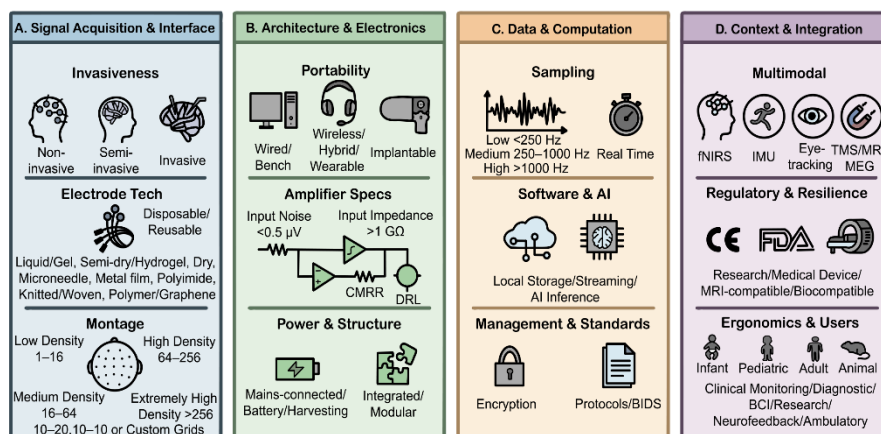 A. Signal Acquisition & Interface
Invasiveness
Non-invasive
Semi-invasive
Invasive
Electrode Tech
Disposable/
Reusable
Liquid/Gel, Semi-dry/Hydrogel, Dry,
Microneedle, Metal film, Polyimide,
Knitted/Woven, Polymer/Graphene
Montage
Low Density
1–16
High Density
64–256
Medium Density
16–64
Extremely High
Density >256
10–20,10–10 or Custom Grids
B. Architecture & Electronics
Portability
Wired/
Bench
Wireless/
Hybrid/
Wearable
Implantable
Amplifier Specs
Input Noise
<0.5 μV
Input Impedance
>1 GΩ
CMRR
DRL
Power & Structure
Mains-connected/
Battery/Harvesting
Integrated/
Modular
C. Data & Computation
Sampling
Low <250 Hz
Medium 250–1000 Hz
High >1000 Hz
Real Time
Software & AI
Local Storage/Streaming/
AI Inference
Management & Standards
Encryption
Protocols/BIDS
D. Context & Integration
Multimodal
fNIRS
IMU
Eye-
tracking
TMS/MR
MEG
Regulatory & Resilience
CE
FDA
Research/Medical Device/
MRI-compatible/Biocompatible
Ergonomics & Users
Infant
Pediatric
Adult
Animal
Clinical Monitoring/Diagnostic/
BCI/Research/
Neurofeedback/Ambulatory